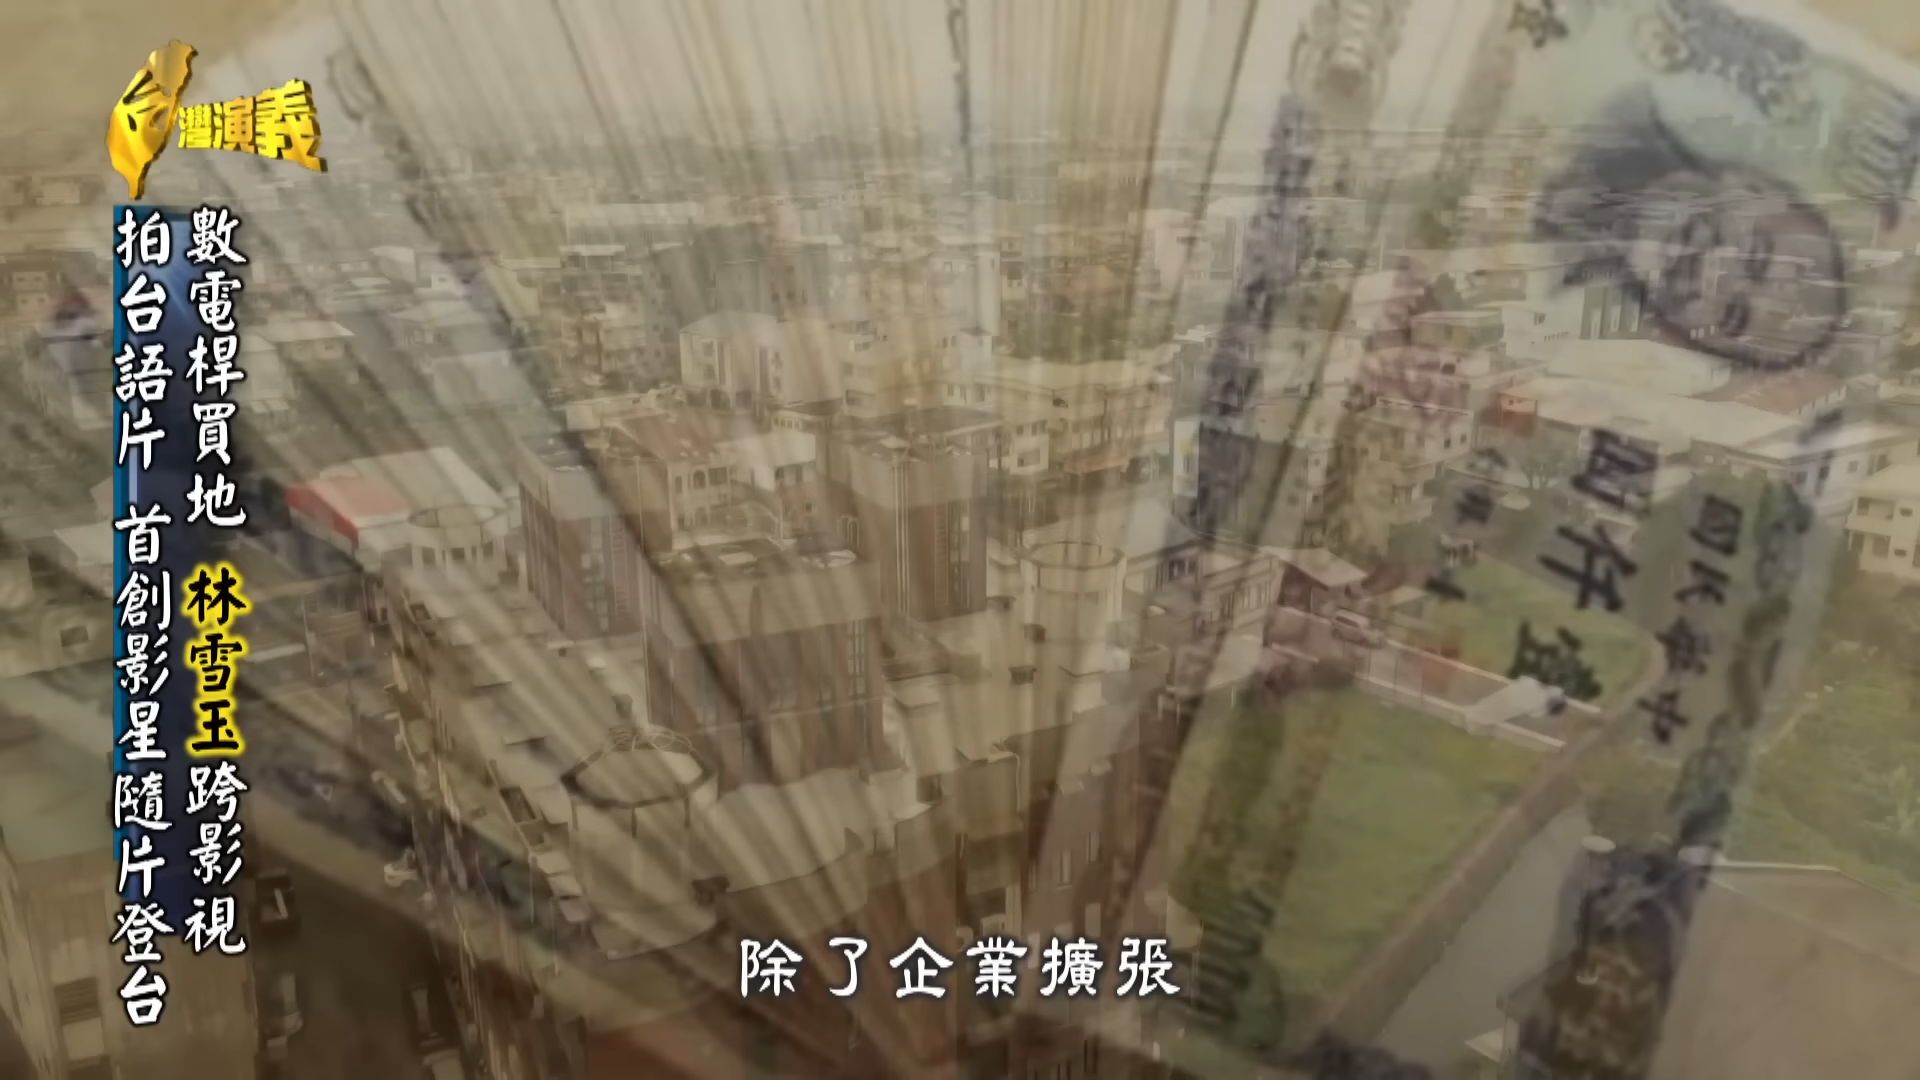 台灣演義
數電桿買地 林雪玉跨影視
拍台語片 首創影星隨片登台
除了企業擴張